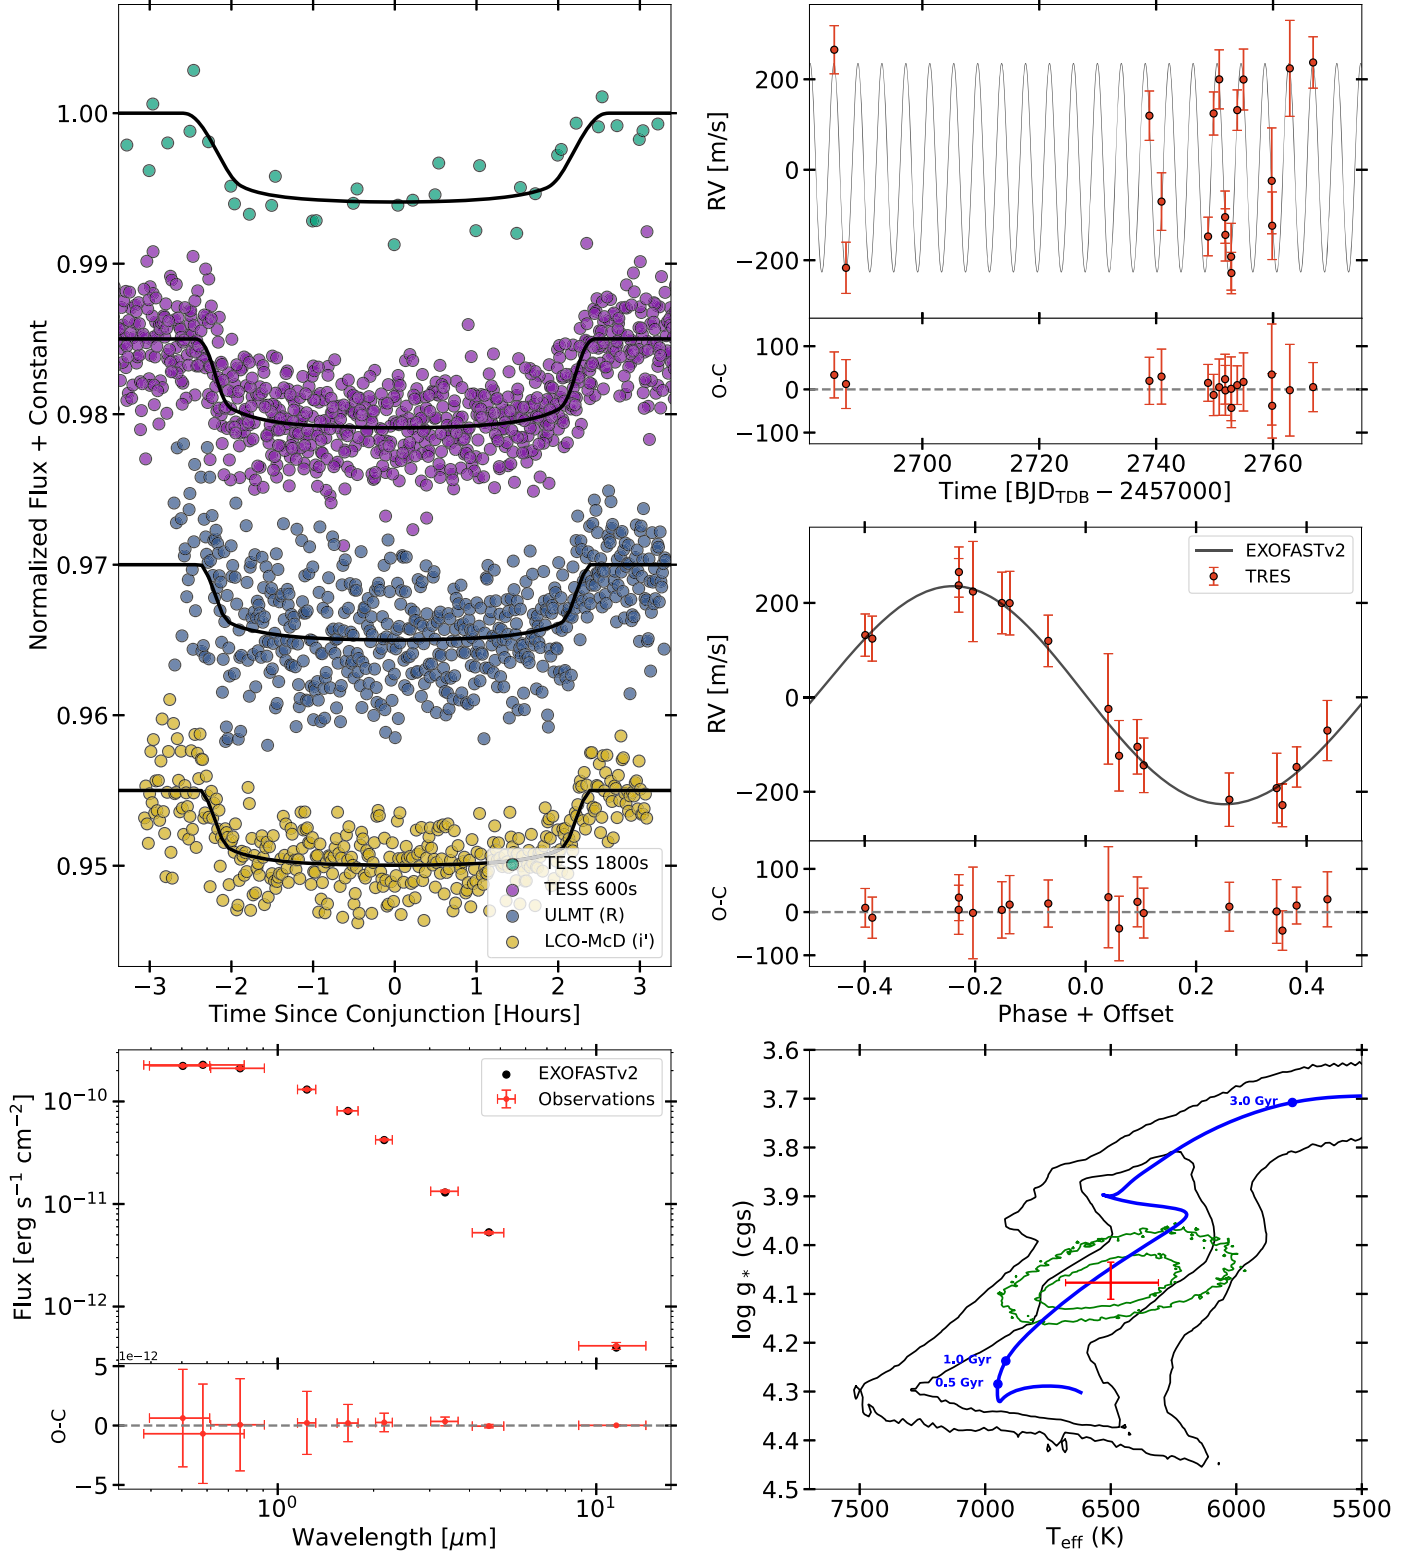 1.00
0.99
0.98
0.97
0.96
0.95
Normalized Flux + Constant
TESS 1800s
TESS 600s
ULMT (R)
LCO-McD (i')
−3 −2 −1 0 1 2 3
Time Since Conjunction [Hours]
200
0
−200
RV [m/s]
100
0
−100
O-C
2700 2720 2740 2760
Time [BJD_TDB − 2457000]
EXOFASTv2
TRES
200
0
−200
RV [m/s]
100
0
−100
O-C
−0.4 −0.2 0.0 0.2 0.4
Phase + Offset
EXOFASTv2
Observations
10⁻¹⁰
10⁻¹¹
10⁻¹²
Flux [erg s⁻¹ cm⁻²]
1e−12
5
0
−5
O-C
10⁰ 10¹
Wavelength [μm]
3.6
3.7
3.8
3.9
4.0
4.1
4.2
4.3
4.4
4.5
log g* (cgs)
3.0 Gyr
1.0 Gyr
0.5 Gyr
7500 7000 6500 6000 5500
T_eff (K)